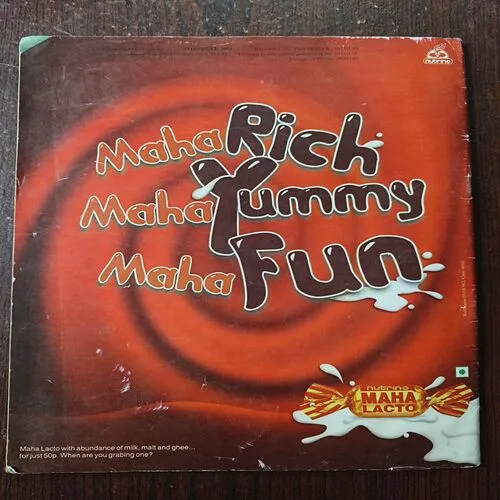 nutrine
Maha Rich
Maha Yummy
Maha Fun
nutrine
MAHA
LACTO
Maha Lacto with abundance of milk, malt and ghee...
for just 50p. When are you grabing one?